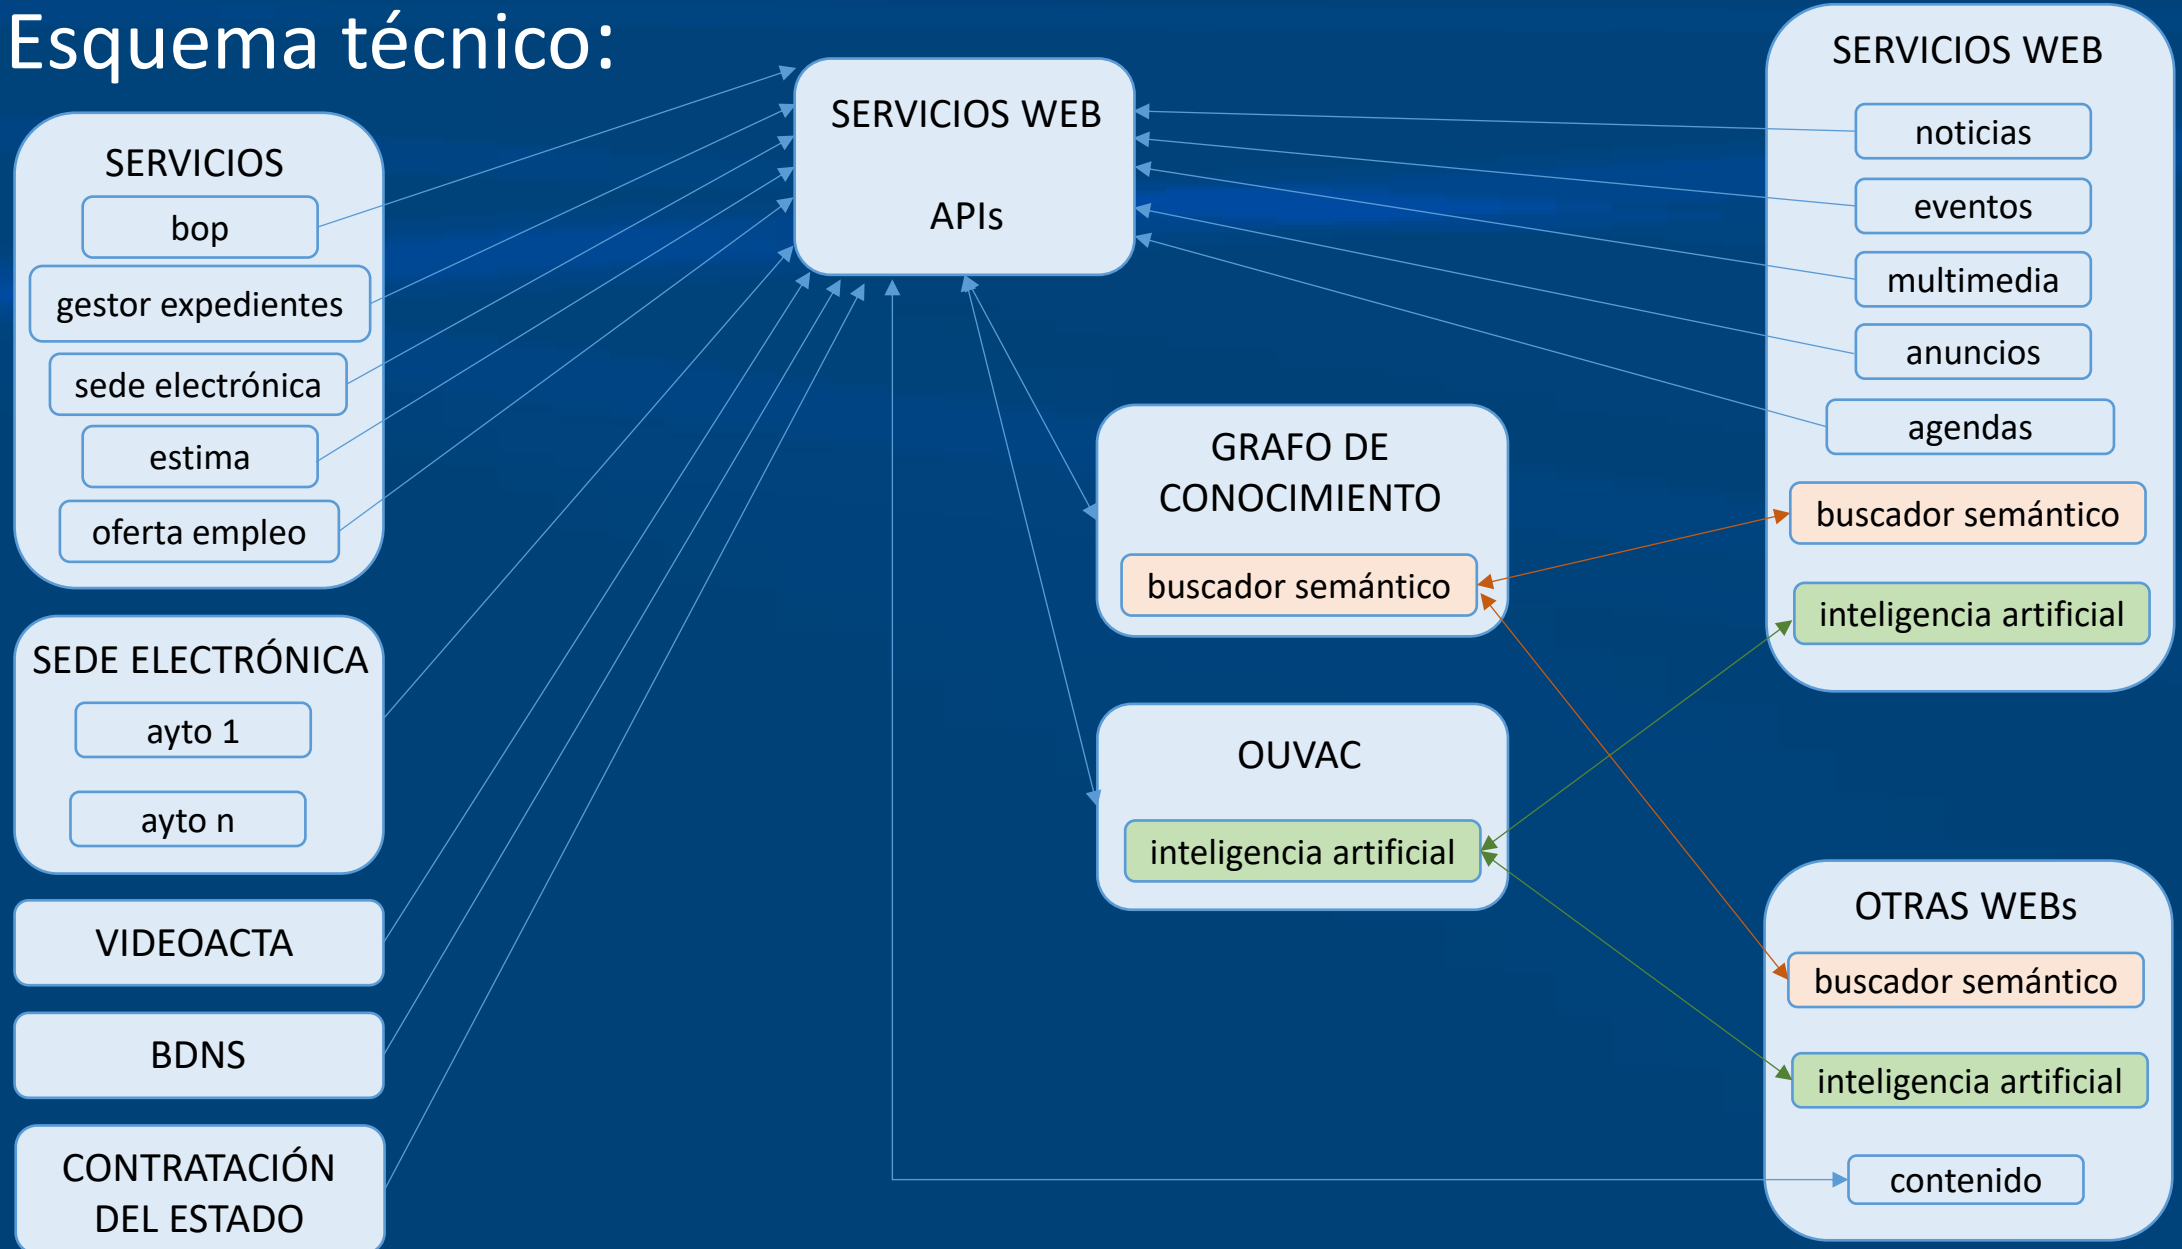 Esquema técnico:
SERVICIOS
bop
gestor expedientes
sede electrónica
estima
oferta empleo
SEDE ELECTRÓNICA
ayto 1
ayto n
VIDEOACTA
BDNS
CONTRATACIÓN
DEL ESTADO
SERVICIOS WEB
APIs
GRAFO DE
CONOCIMIENTO
buscador semántico
OUVAC
inteligencia artificial
SERVICIOS WEB
noticias
eventos
multimedia
anuncios
agendas
buscador semántico
inteligencia artificial
OTRAS WEBs
buscador semántico
inteligencia artificial
contenido